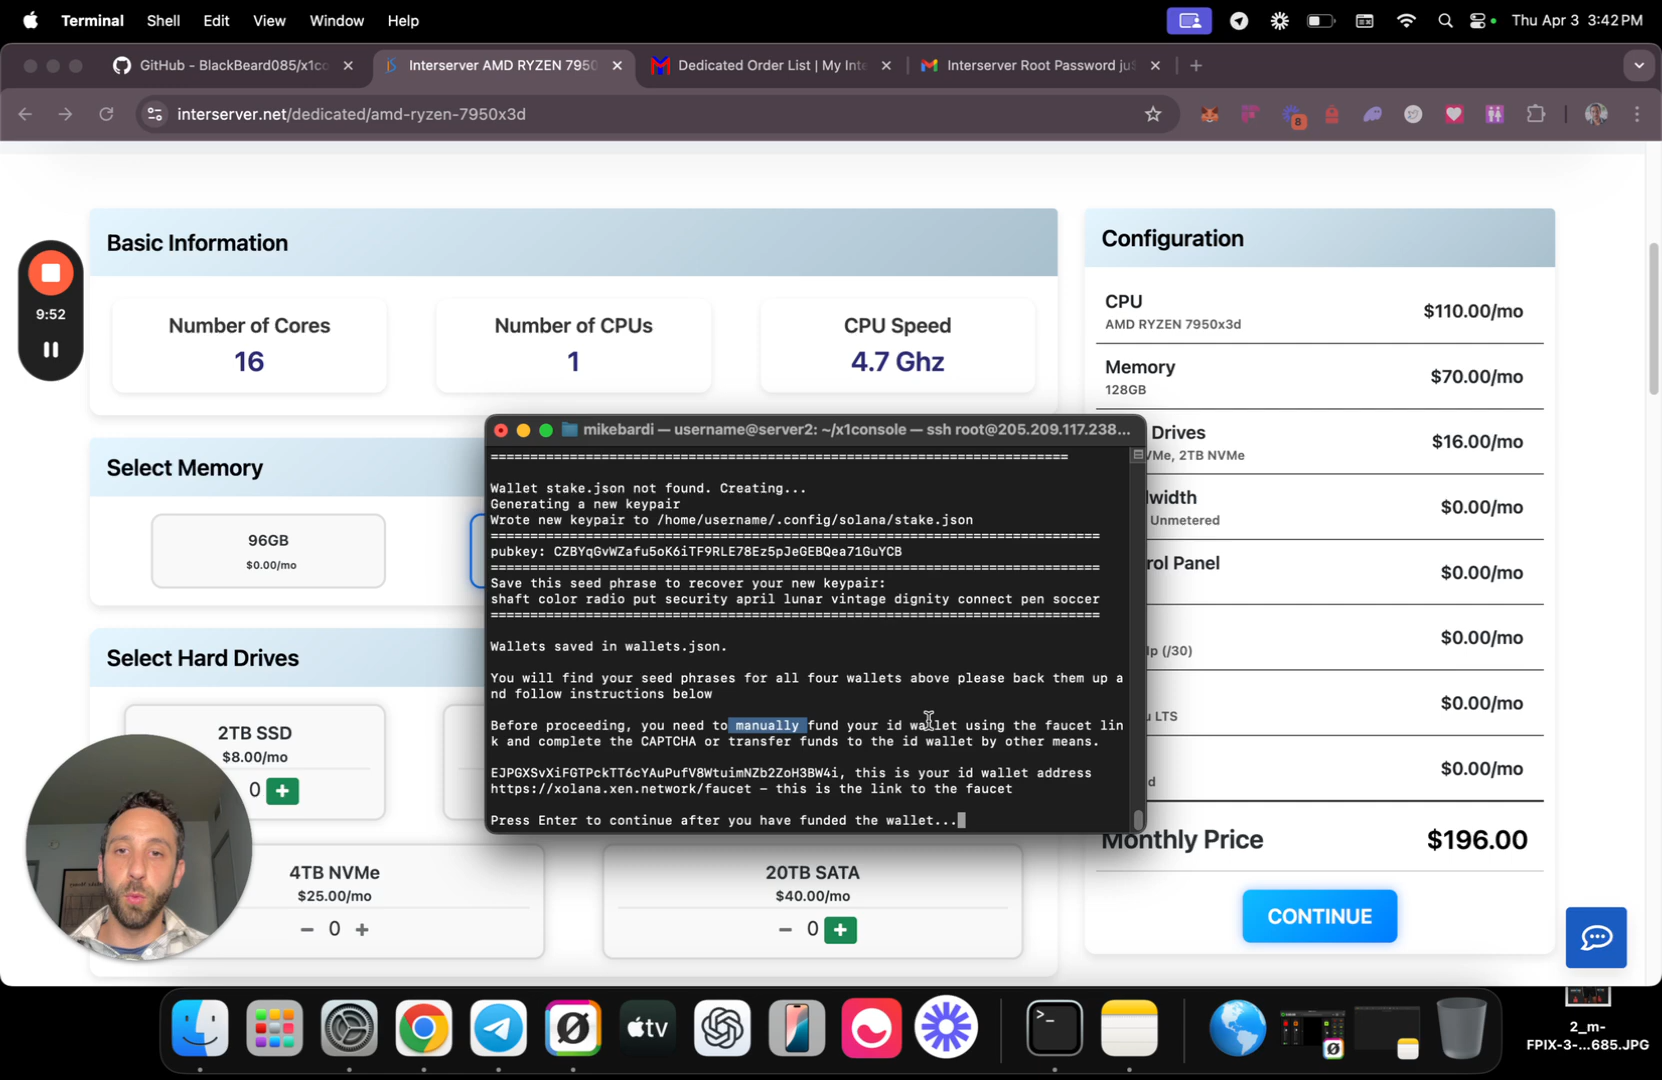 Terminal Shell Edit View Window Help
Thu Apr 3 3:42 PM
GitHub - BlackBeard085/x1co
Interserver AMD RYZEN 7950
Dedicated Order List | My Inte
Interserver Root Password ju
interserver.net/dedicated/amd-ryzen-7950x3d
8
Basic Information
Number of Cores
16
Number of CPUs
1
CPU Speed
4.7 Ghz
Configuration
CPU
AMD RYZEN 7950x3d
$110.00/mo
Memory
128GB
$70.00/mo
Drives
VMe, 2TB NVMe
$16.00/mo
lwidth
Unmetered
$0.00/mo
rol Panel
$0.00/mo
lp (/30)
$0.00/mo
u LTS
$0.00/mo
d
$0.00/mo
Monthly Price
$196.00
CONTINUE
9:52
Select Memory
96GB
$0.00/mo
Select Hard Drives
2TB SSD
$8.00/mo
0 +
4TB NVMe
$25.00/mo
− 0 +
20TB SATA
$40.00/mo
− 0 +
mikebardi — username@server2: ~/x1console — ssh root@205.209.117.238...
=========================================================================
Wallet stake.json not found. Creating...
Generating a new keypair
Wrote new keypair to /home/username/.config/solana/stake.json
=============================================================================
pubkey: CZBYqGvWZafu5oK6iTF9RLE78Ez5pJeGEBQea71GuYCB
=============================================================================
Save this seed phrase to recover your new keypair:
shaft color radio put security april lunar vintage dignity connect pen soccer
=============================================================================
Wallets saved in wallets.json.
You will find your seed phrases for all four wallets above please back them up a
nd follow instructions below
Before proceeding, you need to manually fund your id wallet using the faucet lin
k and complete the CAPTCHA or transfer funds to the id wallet by other means.
EJPGXSvXiFGTPckTT6cYAuPufV8WtuimNZb2ZoH3BW4i, this is your id wallet address
https://xolana.xen.network/faucet - this is the link to the faucet
Press Enter to continue after you have funded the wallet...
tv
2_m-
FPIX-3-...685.JPG